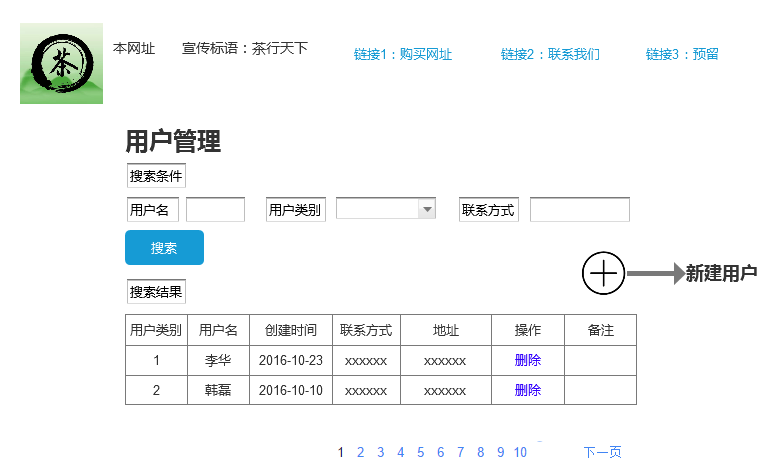 茶 本网址 宣传标语：茶行天下 链接1：购买网址 链接2：联系我们 链接3：预留
用户管理
搜索条件
用户名 用户类别 联系方式
搜索
新建用户
搜索结果
用户类别 用户名 创建时间 联系方式 地址 操作 备注
1 李华 2016-10-23 xxxxxx xxxxxx 删除
2 韩磊 2016-10-10 xxxxxx xxxxxx 删除
1 2 3 4 5 6 7 8 9 10 下一页